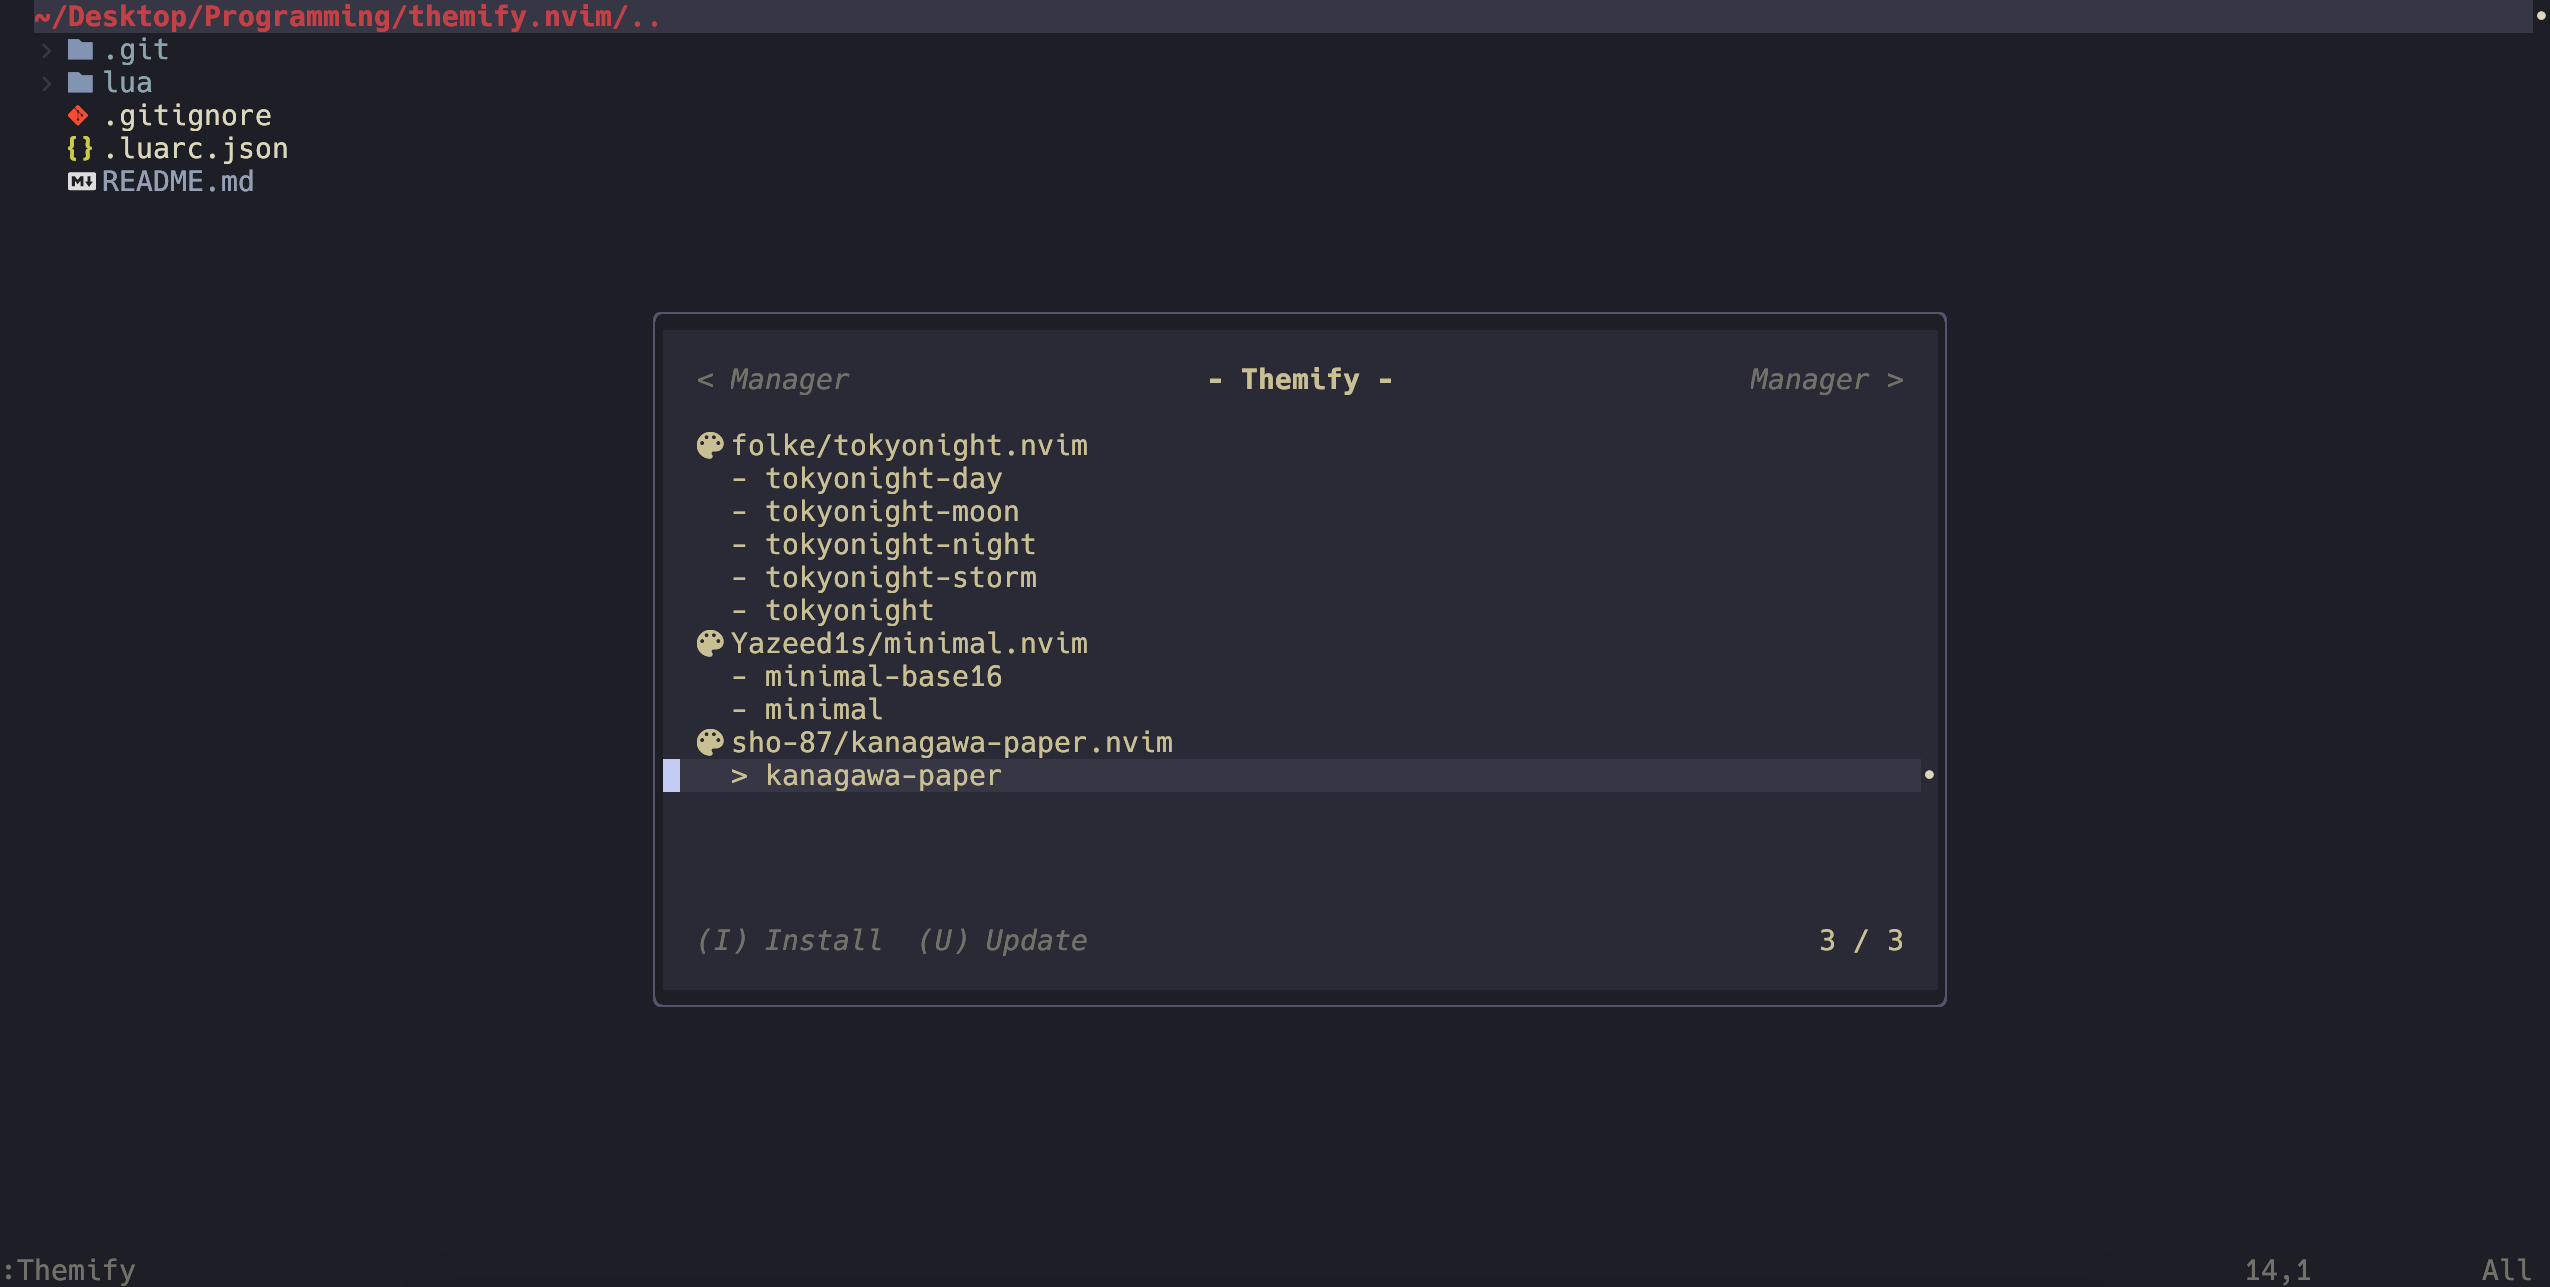 ~/Desktop/Programming/themify.nvim/..
> .git
> lua
.gitignore
{} .luarc.json
M↓ README.md
< Manager - Themify - Manager >
folke/tokyonight.nvim
- tokyonight-day
- tokyonight-moon
- tokyonight-night
- tokyonight-storm
- tokyonight
Yazeed1s/minimal.nvim
- minimal-base16
- minimal
sho-87/kanagawa-paper.nvim
> kanagawa-paper
(I) Install (U) Update 3 / 3
:Themify 14,1 All